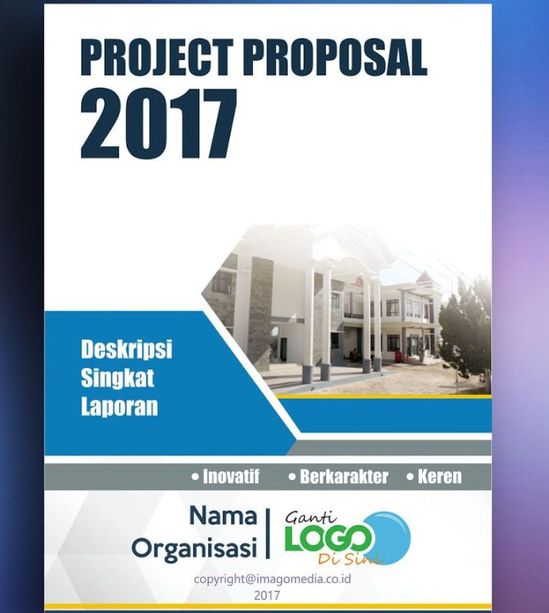 PROJECT PROPOSAL
2017
Deskripsi
Singkat
Laporan
• Inovatif • Berkarakter • Keren
Nama
Organisasi
Ganti
LOGO
Di Sini
copyright@imagomedia.co.id
2017